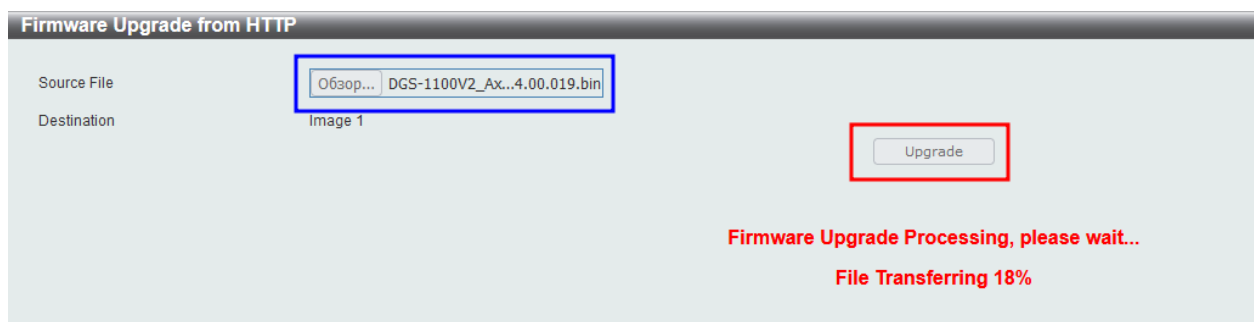 Firmware Upgrade from HTTP
Source File
Обзор... DGS-1100V2_Ax...4.00.019.bin
Destination
Image 1
Upgrade
Firmware Upgrade Processing, please wait...
File Transferring 18%